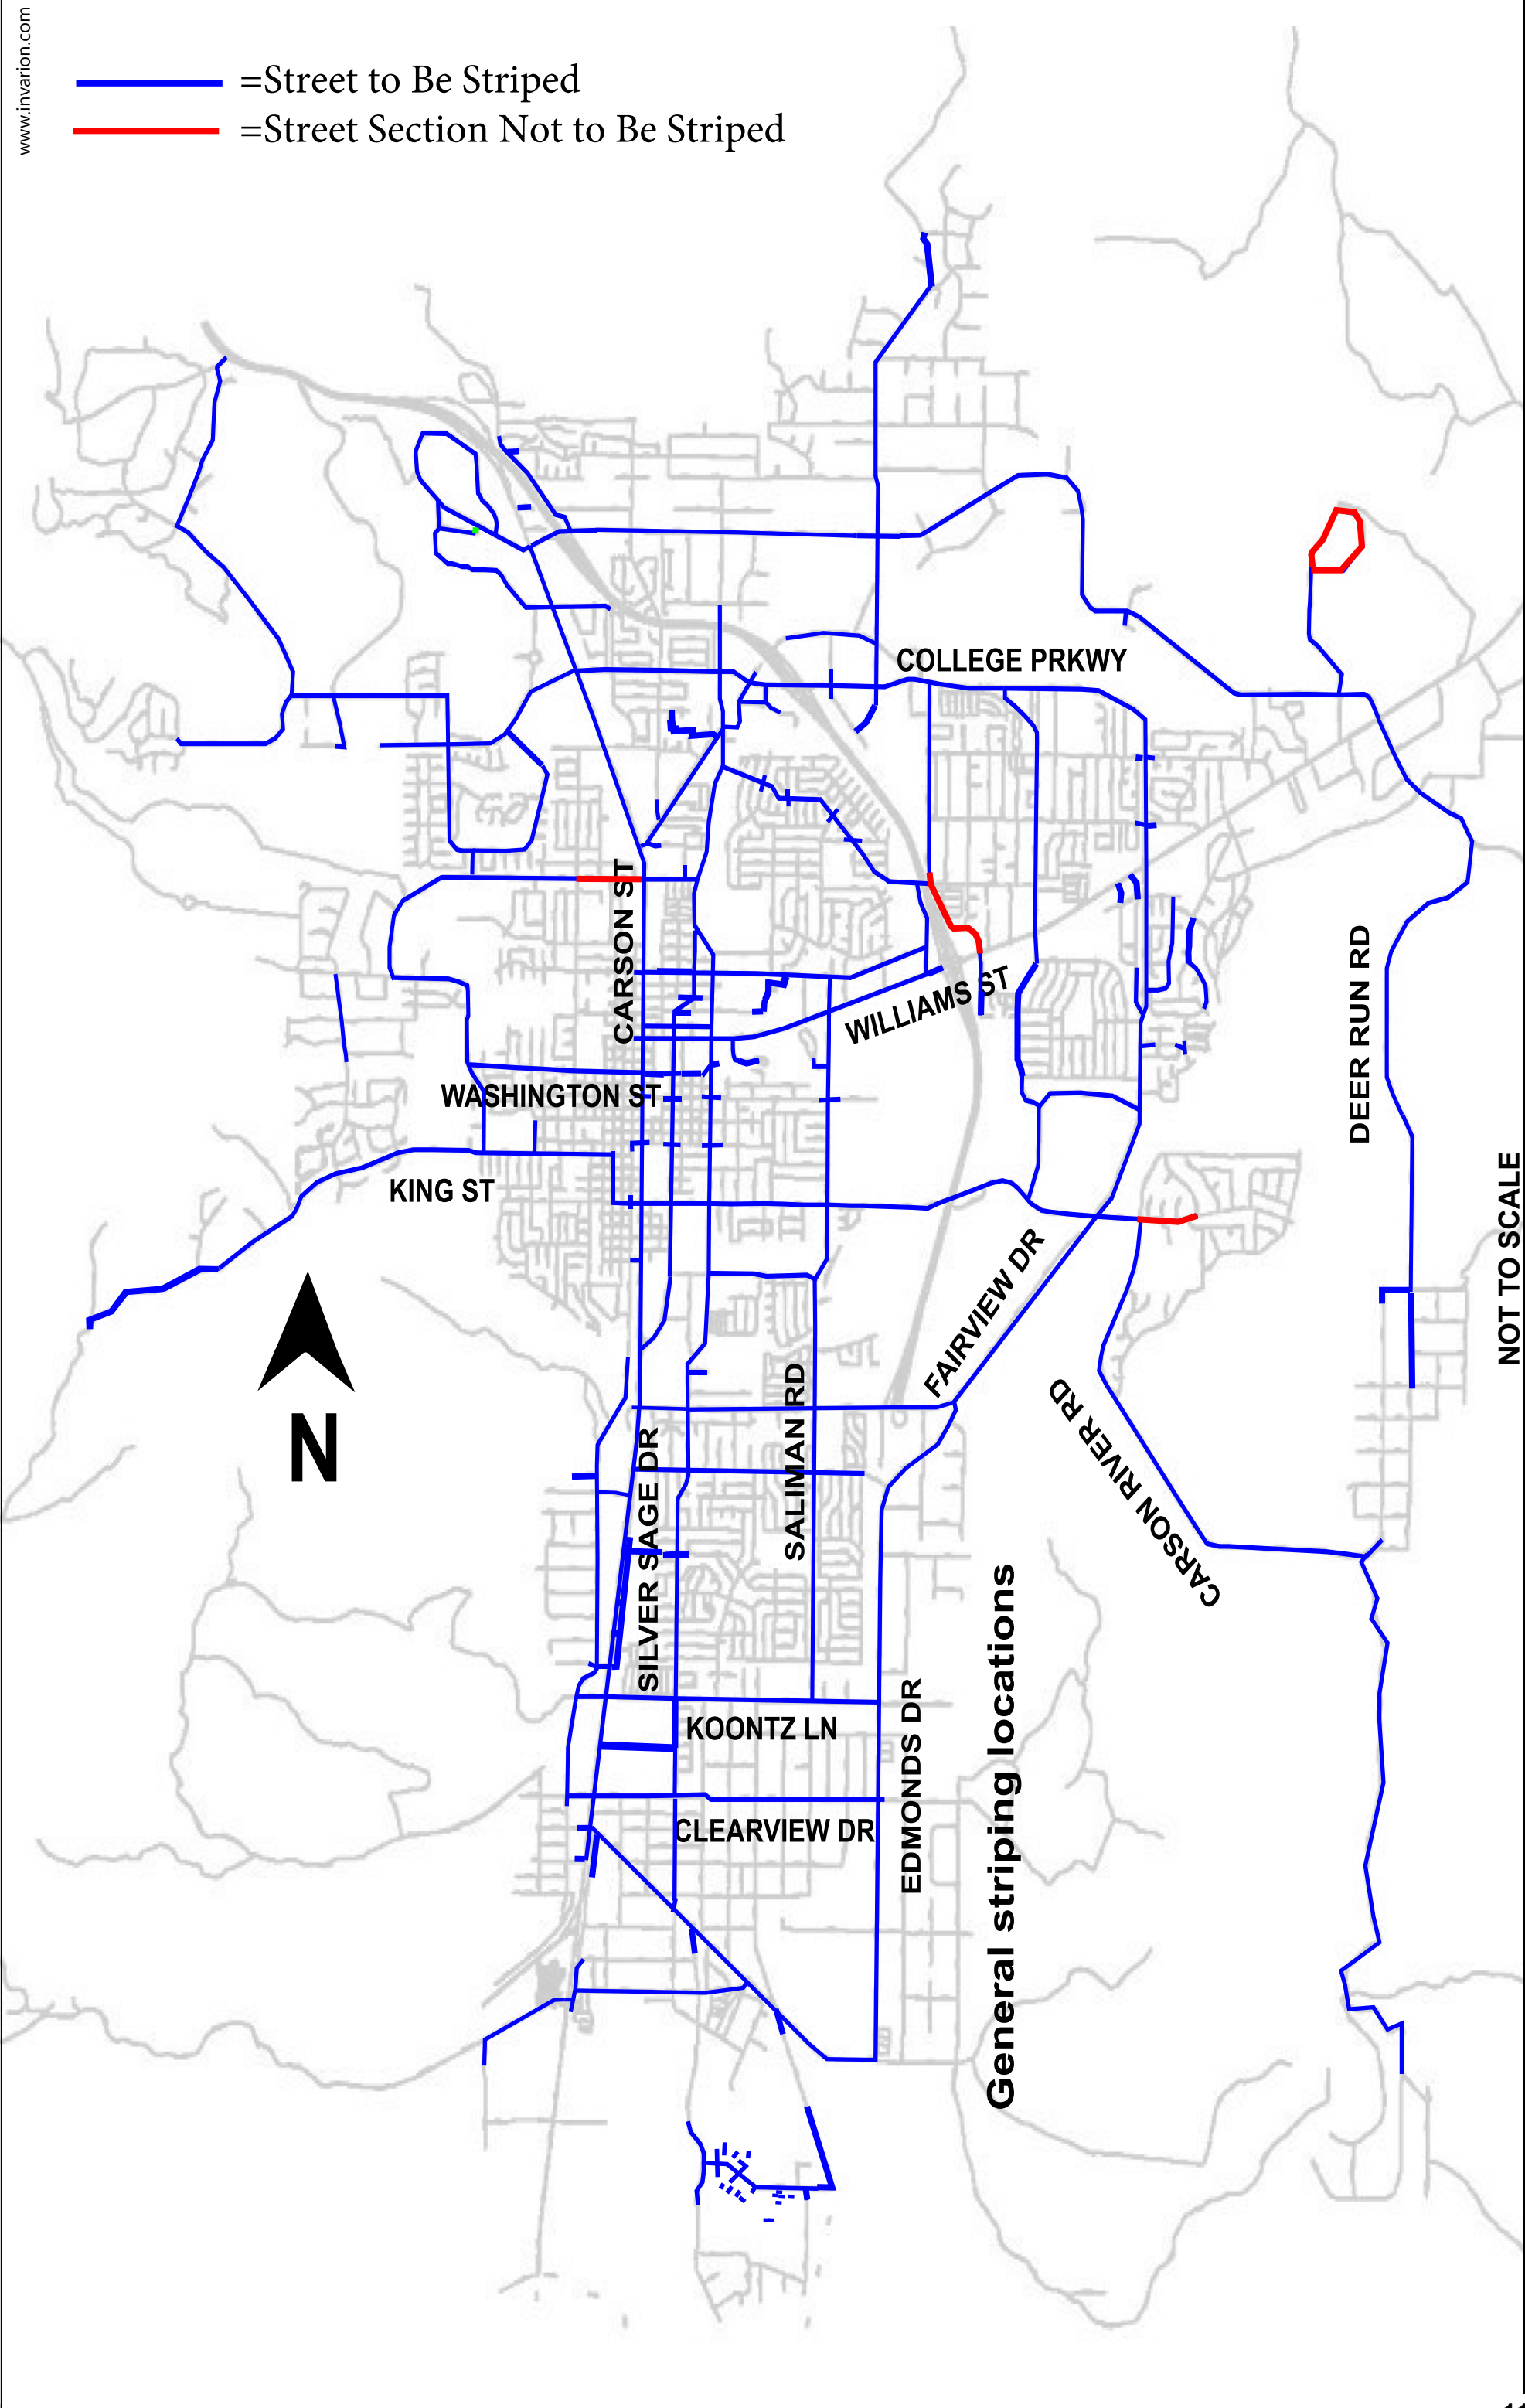 www.invarion.com
=Street to Be Striped
=Street Section Not to Be Striped
COLLEGE PRKWY
CARSON ST
WILLIAMS ST
DEER RUN RD
WASHINGTON ST
KING ST
NOT TO SCALE
FAIRVIEW DR
N
SALIMAN RD
CARSON RIVER RD
SILVER SAGE DR
General striping locations
KOONTZ LN
EDMONDS DR
CLEARVIEW DR